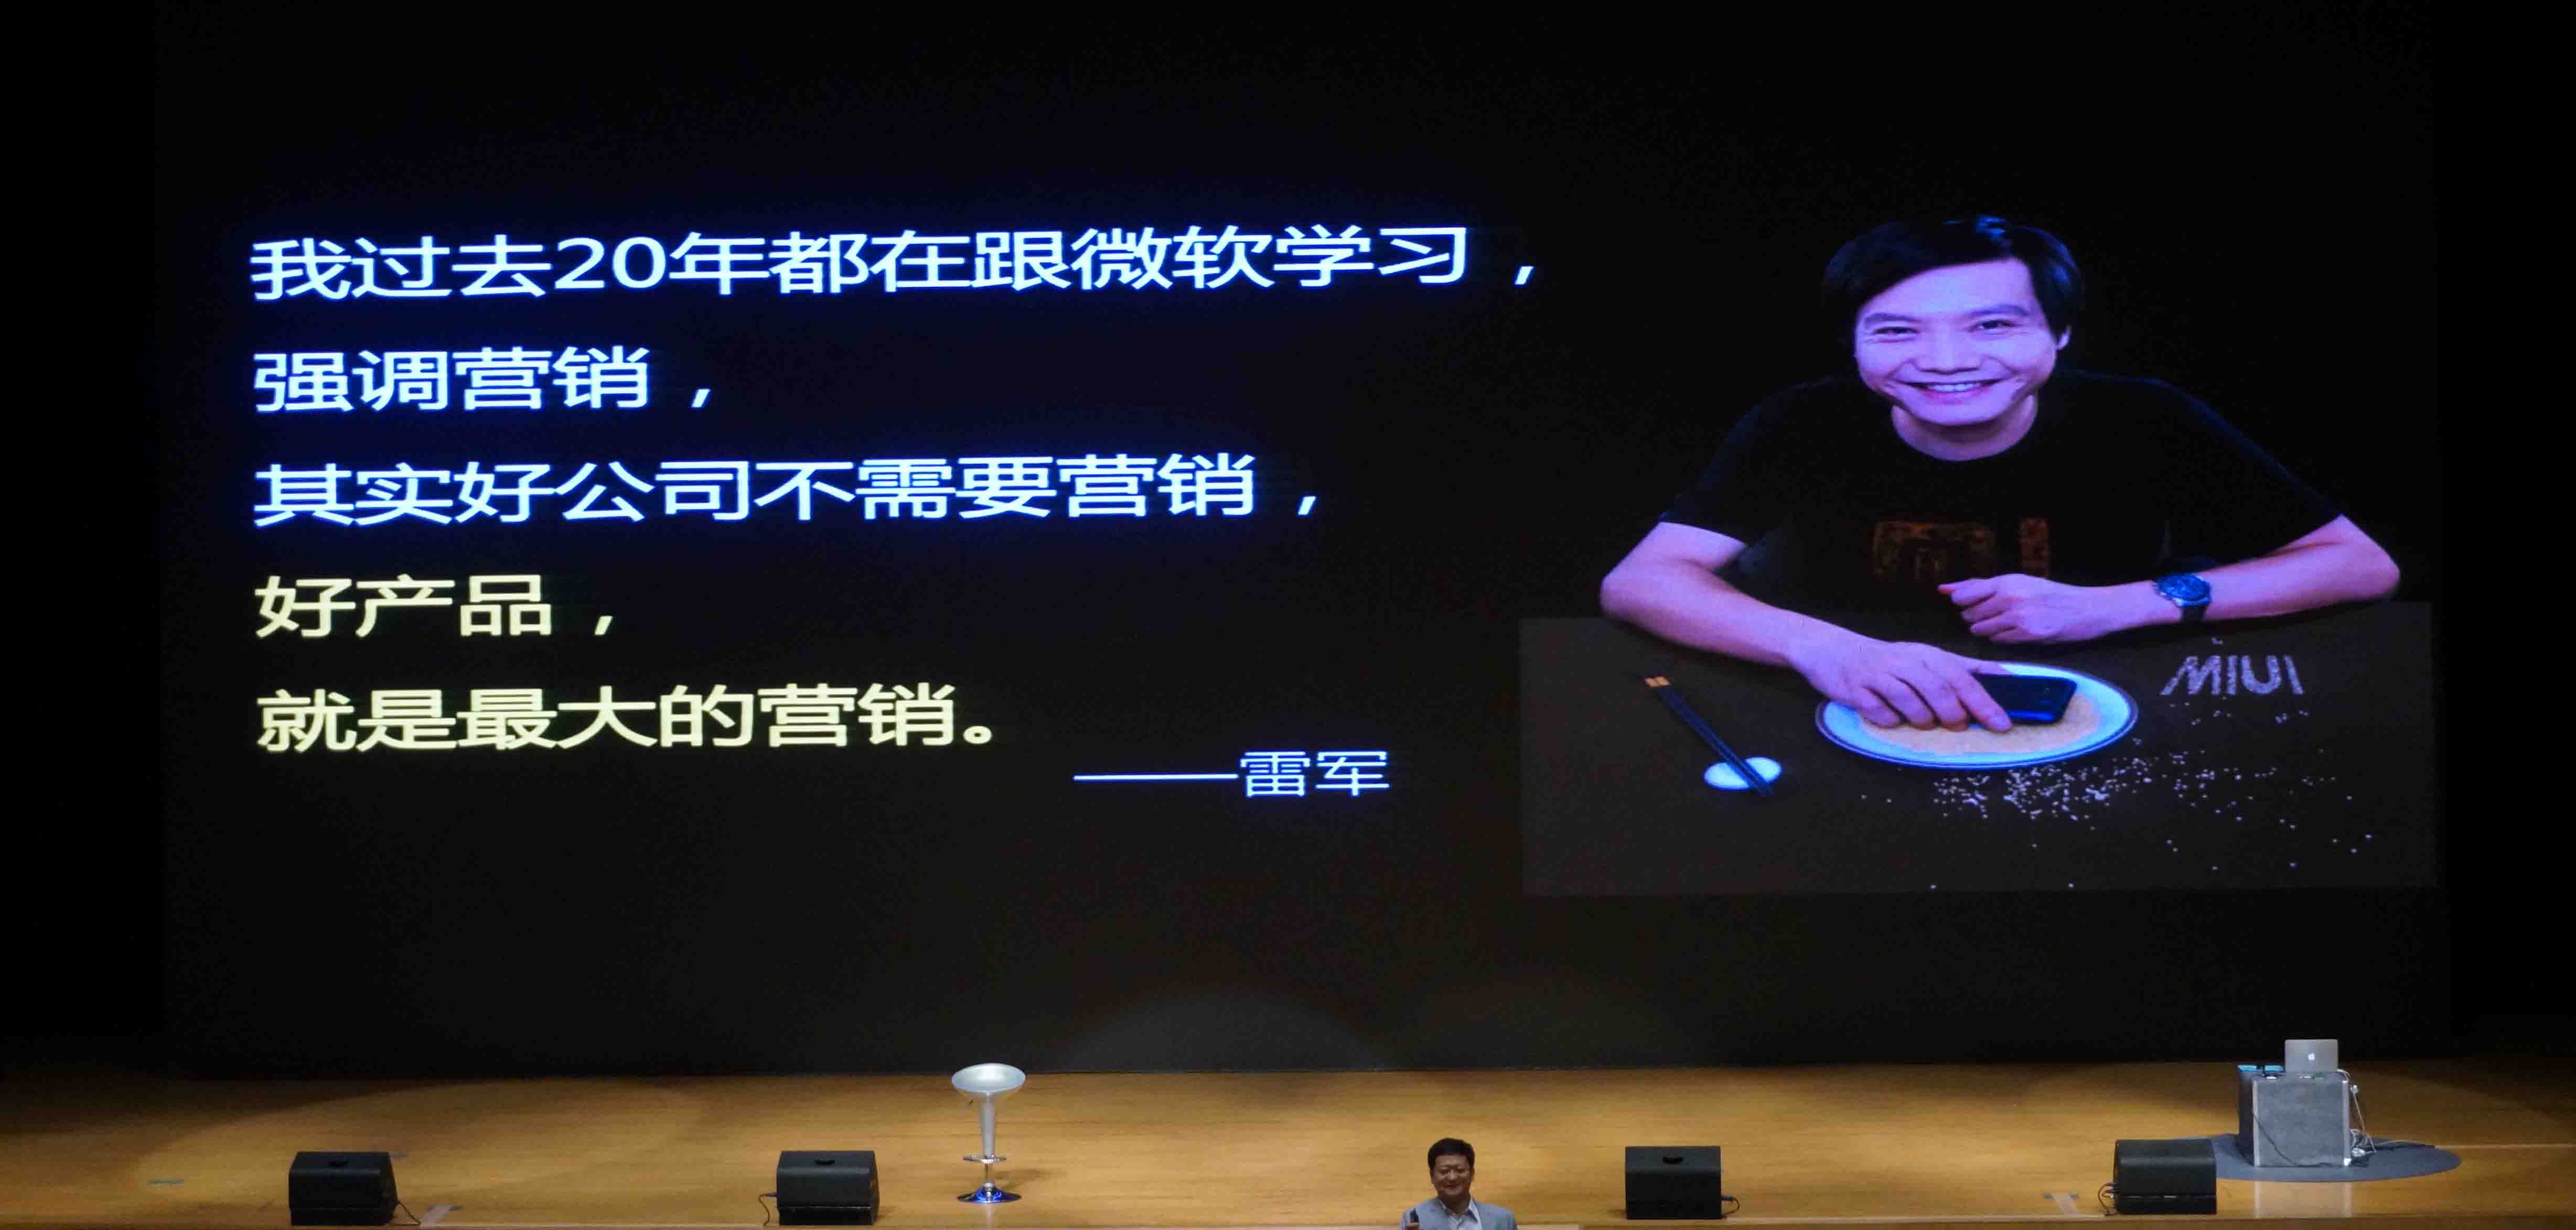 我过去20年都在跟微软学习，
强调营销，
其实好公司不需要营销，
好产品，
就是最大的营销。
——雷军
MIUI